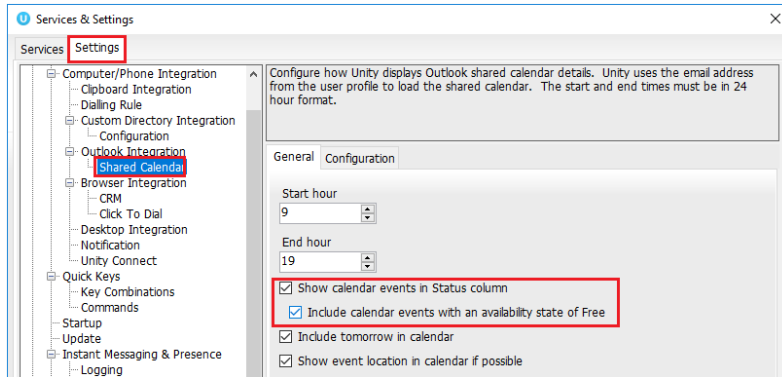 Services & Settings
Services
Settings
Computer/Phone Integration
Clipboard Integration
Dialling Rule
Custom Directory Integration
Configuration
Outlook Integration
Shared Calendar
Browser Integration
CRM
Click To Dial
Desktop Integration
Notification
Unity Connect
Quick Keys
Key Combinations
Commands
Startup
Update
Instant Messaging & Presence
Logging
Configure how Unity displays Outlook shared calendar details. Unity uses the email address
from the user profile to load the shared calendar. The start and end times must be in 24
hour format.
General
Configuration
Start hour
9
End hour
19
Show calendar events in Status column
Include calendar events with an availability state of Free
Include tomorrow in calendar
Show event location in calendar if possible